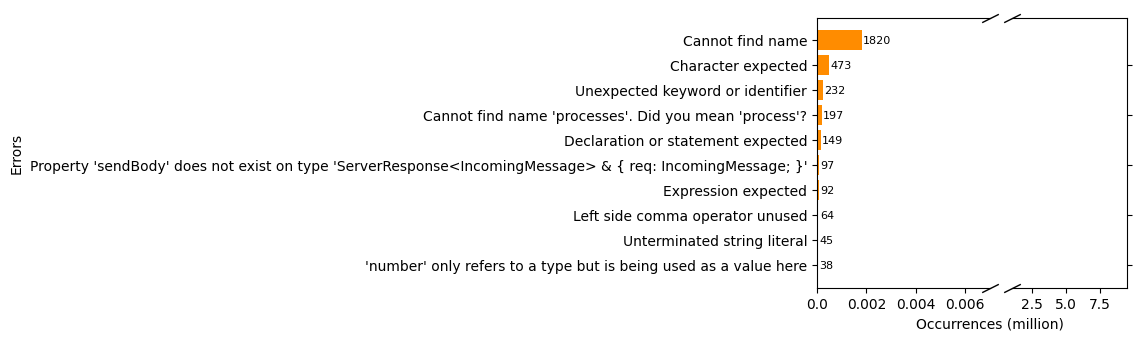 Cannot find name 1820
Character expected 473
Unexpected keyword or identifier 232
Cannot find name 'processes'. Did you mean 'process'? 197
Declaration or statement expected 149
Errors
Property 'sendBody' does not exist on type 'ServerResponse<IncomingMessage> & { req: IncomingMessage; }' 97
Expression expected 92
Left side comma operator unused 64
Unterminated string literal 45
'number' only refers to a type but is being used as a value here 38
0.0 0.002 0.004 0.006 2.5 5.0 7.5
Occurrences (million)